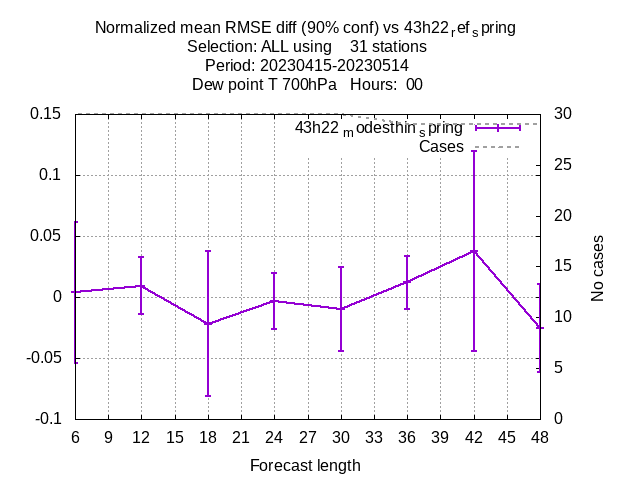 Normalized mean RMSE diff (90% conf) vs 43h22refspring
Selection: ALL using 31 stations
Period: 20230415-20230514
Dew point T 700hPa Hours: 00
43h22modesthinspring
Cases
0.15
0.1
0.05
0
-0.05
-0.1
30
25
20
15
10
5
0
No cases
6 9 12 15 18 21 24 27 30 33 36 39 42 45 48
Forecast length